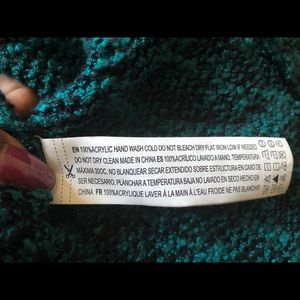 EN 100%ACRYLIC HAND WASH COLD DO NOT BLEACH DRY FLAT IRON LOW IF NEEDED
DO NOT DRY CLEAN MADE IN CHINA ES 100%ACRÍLICO LAVADO A MANO. TEMPERATURA
MÁXIMA 30OC. NO BLANQUEAR SECAR EXTENDIDO SOBRE ESTRUCTURA EN CASO DE
SER NECESARIO, PLANCHAR A TEMPERATURA BAJA NO LAVADO EN SECO HECHO EN
CHINA FR 100%ACRYLIQUE LAVER À LA MAIN À L'EAU FROIDE NE PAS BLANCHIR